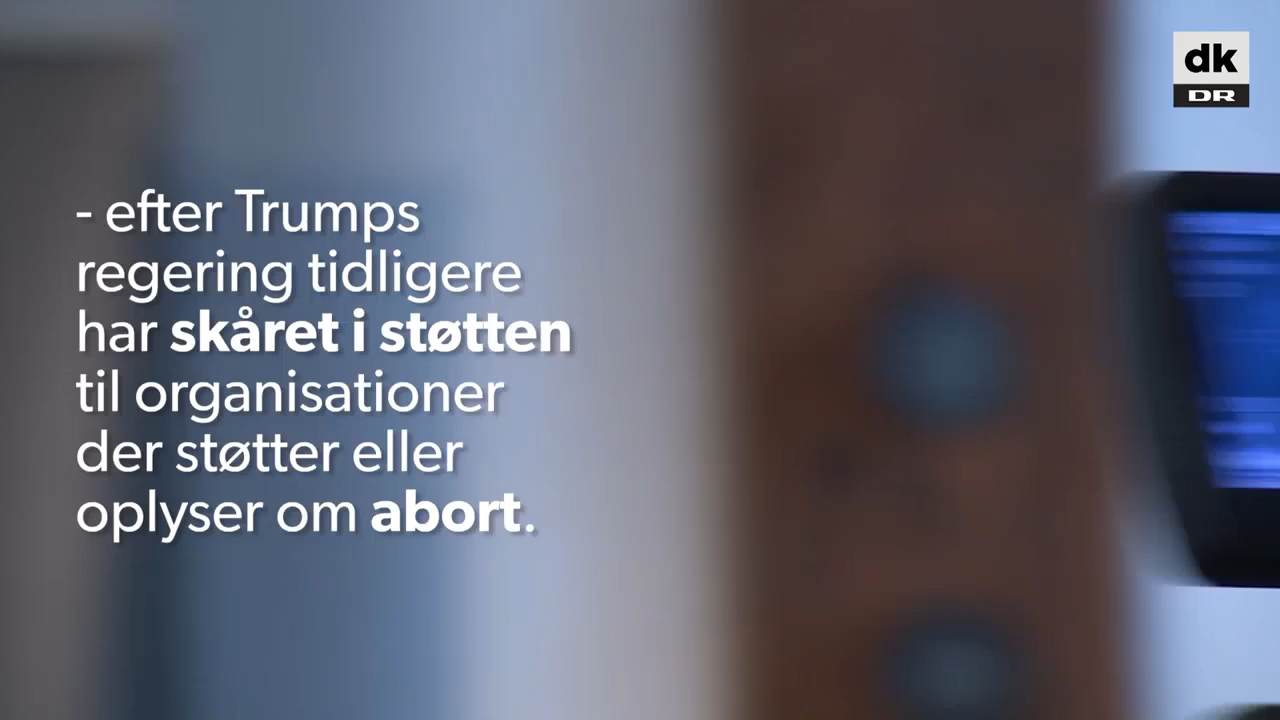 dk
DR
- efter Trumps
regering tidligere
har skåret i støtten
til organisationer
der støtter eller
oplyser om abort.